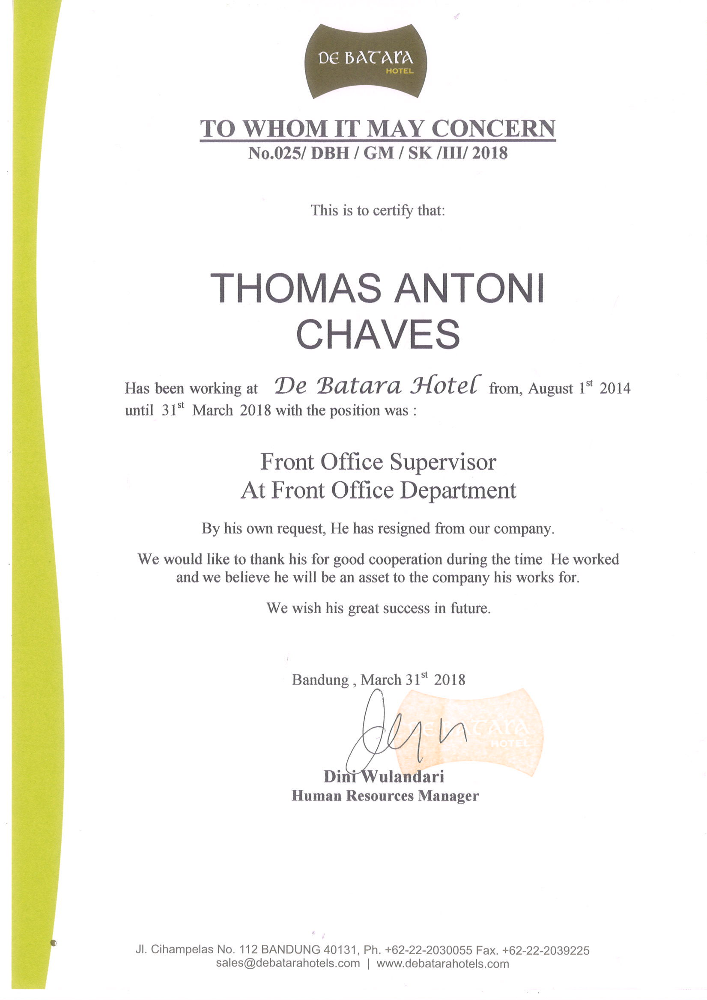 DE BATARA
HOTEL
TO WHOM IT MAY CONCERN
No.025/ DBH / GM / SK /III/ 2018
This is to certify that:
THOMAS ANTONI
CHAVES
Has been working at De Batara Hotel from, August 1st 2014
until 31st March 2018 with the position was :
Front Office Supervisor
At Front Office Department
By his own request, He has resigned from our company.
We would like to thank his for good cooperation during the time He worked
and we believe he will be an asset to the company his works for.
We wish his great success in future.
Bandung , March 31st 2018
DE BATARA
HOTEL
Dini Wulandari
Human Resources Manager
Jl. Cihampelas No. 112 BANDUNG 40131, Ph. +62-22-2030055 Fax. +62-22-2039225
sales@debatarahotels.com | www.debatarahotels.com